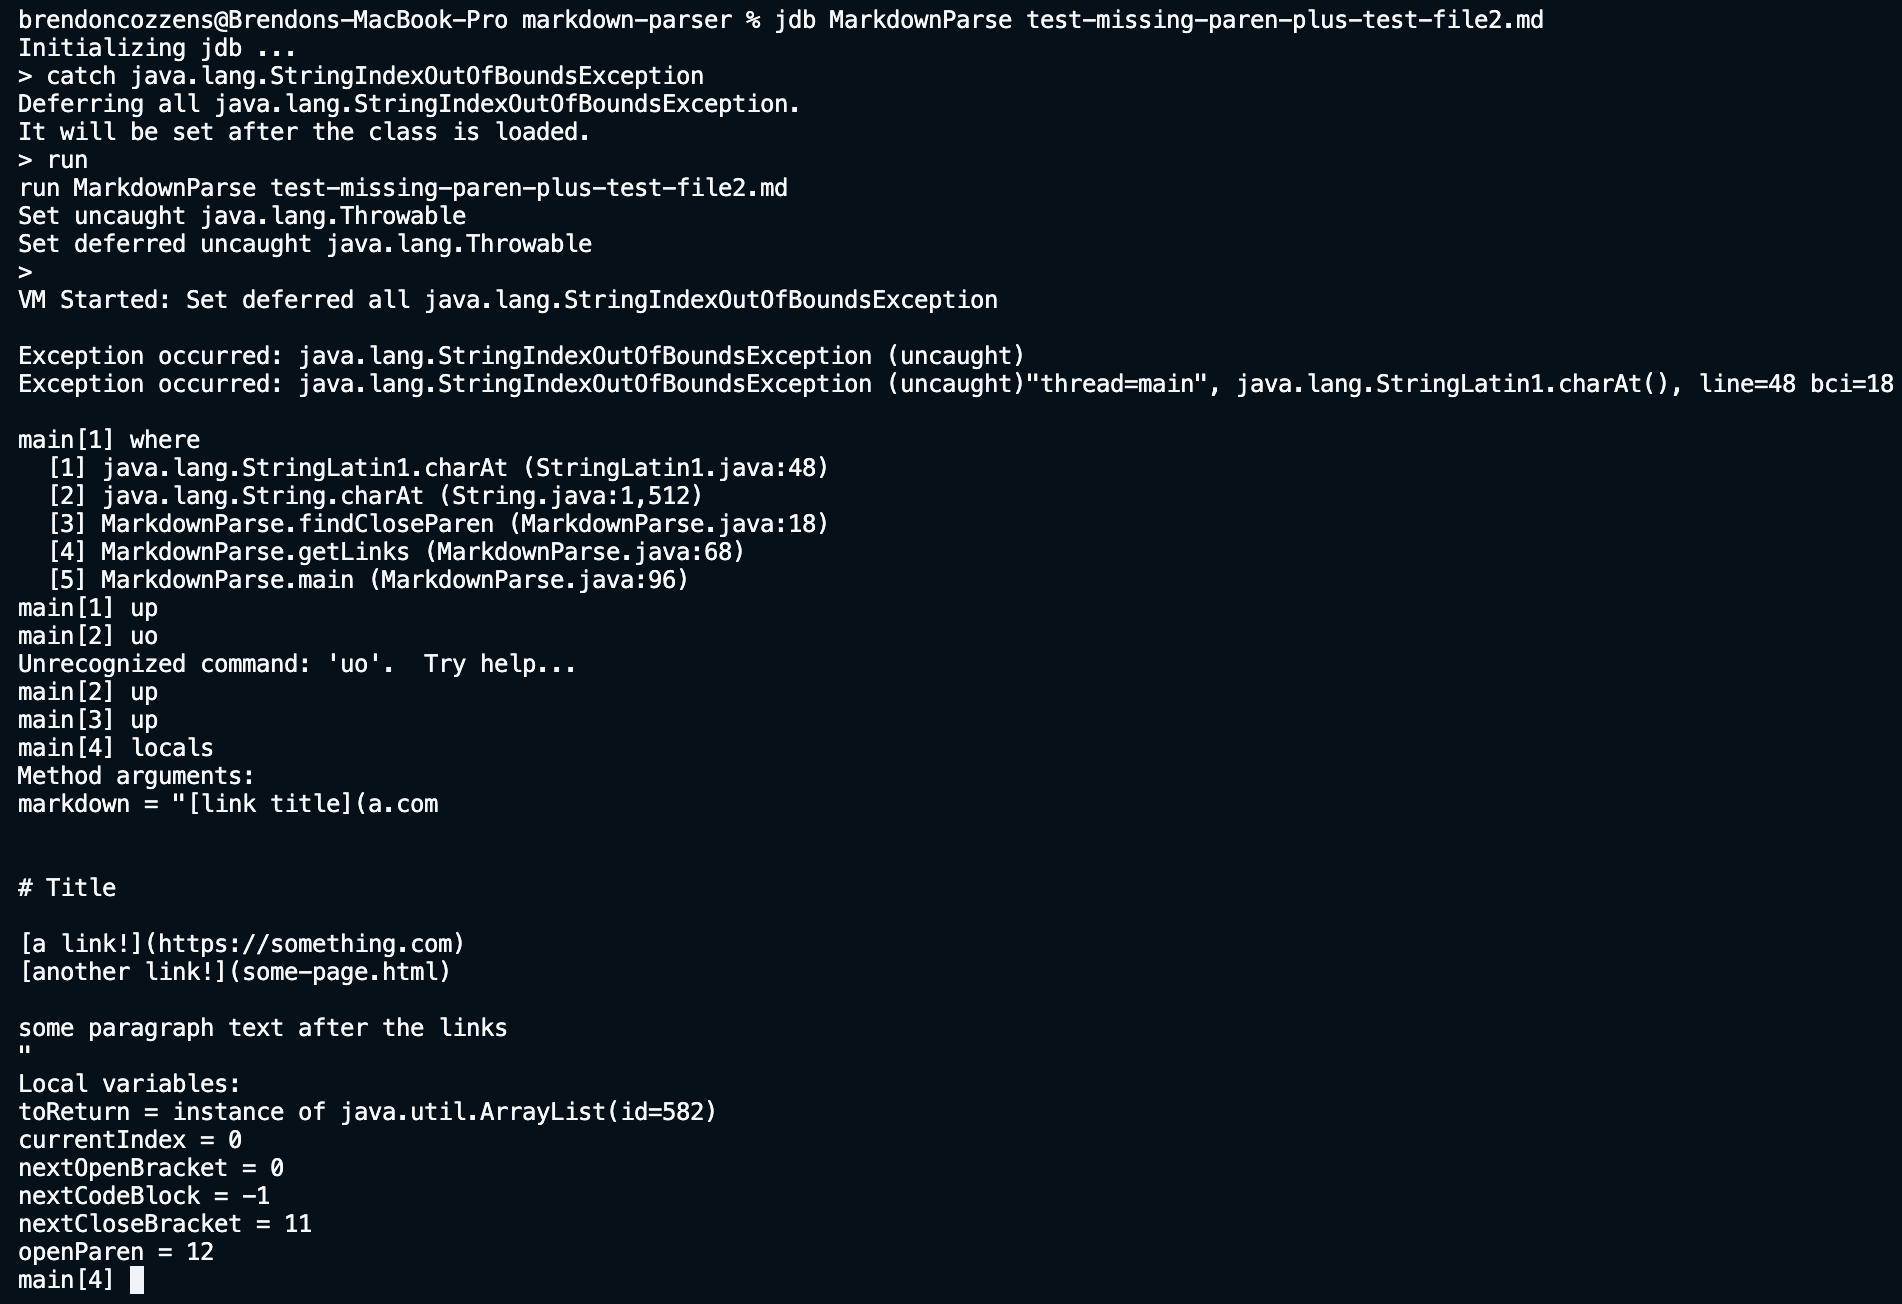 brendoncozzens@Brendons-MacBook-Pro markdown-parser % jdb MarkdownParse test-missing-paren-plus-test-file2.md
Initializing jdb ...
> catch java.lang.StringIndexOutOfBoundsException
Deferring all java.lang.StringIndexOutOfBoundsException.
It will be set after the class is loaded.
> run
run MarkdownParse test-missing-paren-plus-test-file2.md
Set uncaught java.lang.Throwable
Set deferred uncaught java.lang.Throwable
>
VM Started: Set deferred all java.lang.StringIndexOutOfBoundsException
Exception occurred: java.lang.StringIndexOutOfBoundsException (uncaught)
Exception occurred: java.lang.StringIndexOutOfBoundsException (uncaught)"thread=main", java.lang.StringLatin1.charAt(), line=48 bci=18
main[1] where
  [1] java.lang.StringLatin1.charAt (StringLatin1.java:48)
  [2] java.lang.String.charAt (String.java:1,512)
  [3] MarkdownParse.findCloseParen (MarkdownParse.java:18)
  [4] MarkdownParse.getLinks (MarkdownParse.java:68)
  [5] MarkdownParse.main (MarkdownParse.java:96)
main[1] up
main[2] uo
Unrecognized command: 'uo'.  Try help...
main[2] up
main[3] up
main[4] locals
Method arguments:
markdown = "[link title](a.com
# Title
[a link!](https://something.com)
[another link!](some-page.html)
some paragraph text after the links
"
Local variables:
toReturn = instance of java.util.ArrayList(id=582)
currentIndex = 0
nextOpenBracket = 0
nextCodeBlock = -1
nextCloseBracket = 11
openParen = 12
main[4]